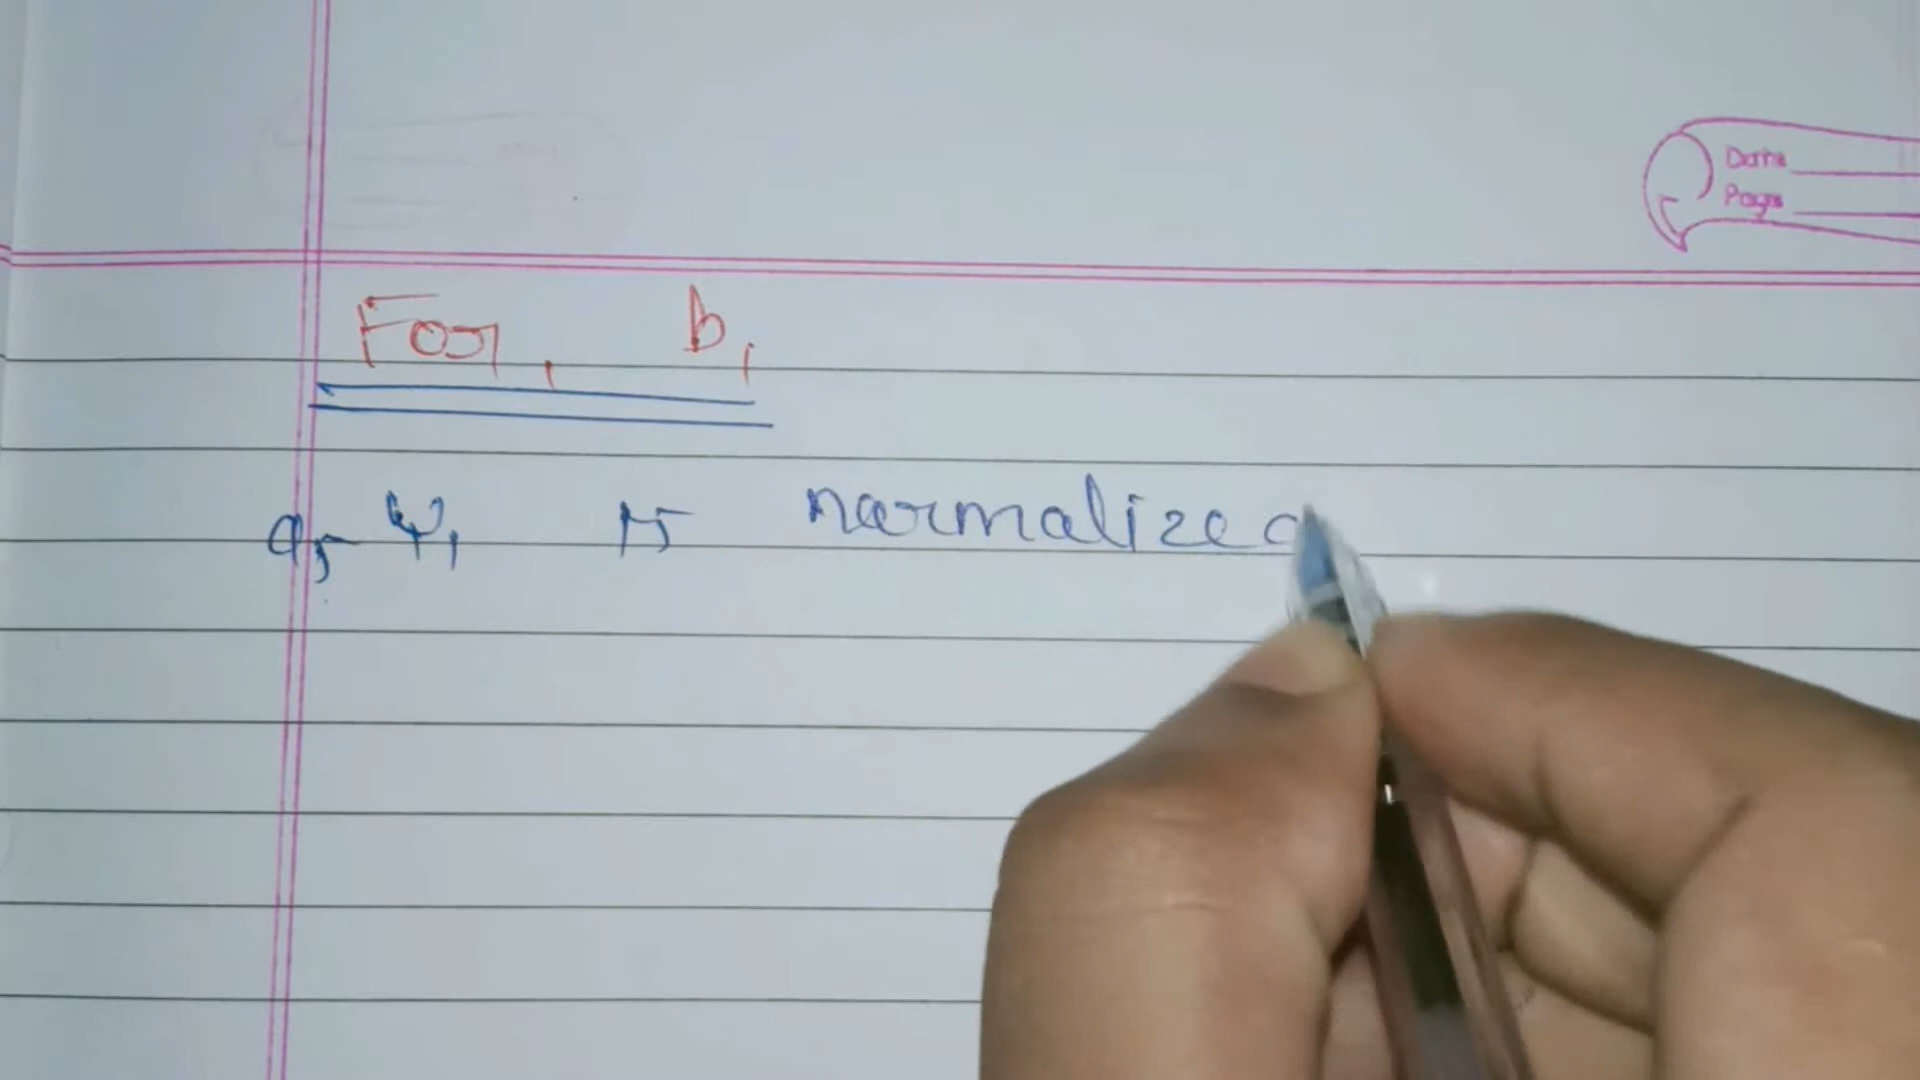 Date
Page
For, b,
as ψ, is normalized